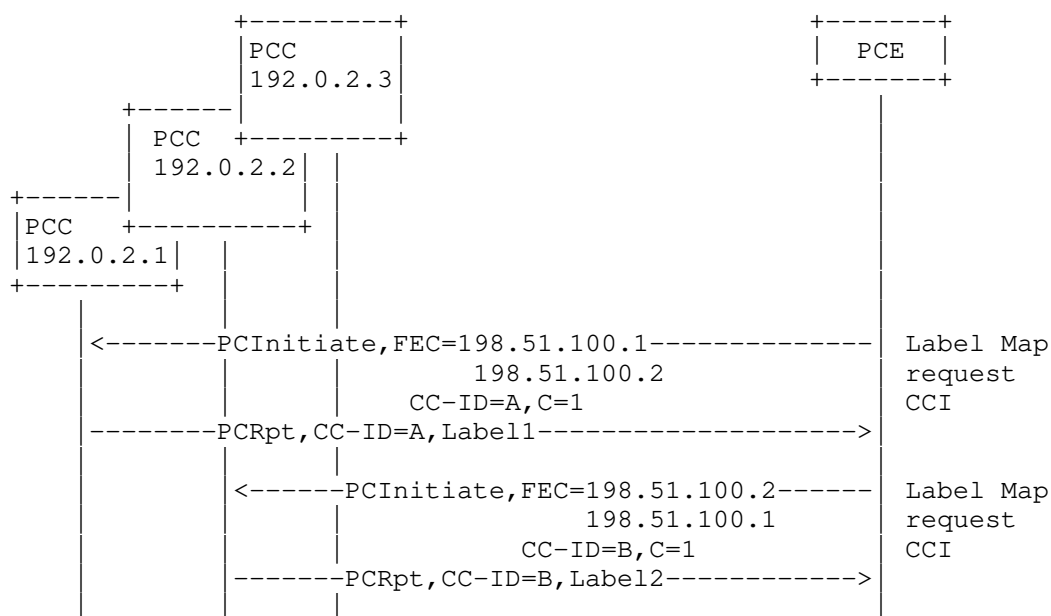 PCC
PCE
192.0.2.3
PCC
192.0.2.2
PCC
192.0.2.1
<-------PCInitiate,FEC=198.51.100.1-------------- Label Map
198.51.100.2 request
CC-ID=A,C=1 CCI
--------PCRpt,CC-ID=A,Label1-------------------->
<------PCInitiate,FEC=198.51.100.2------ Label Map
198.51.100.1 request
CC-ID=B,C=1 CCI
-------PCRpt,CC-ID=B,Label2------------>